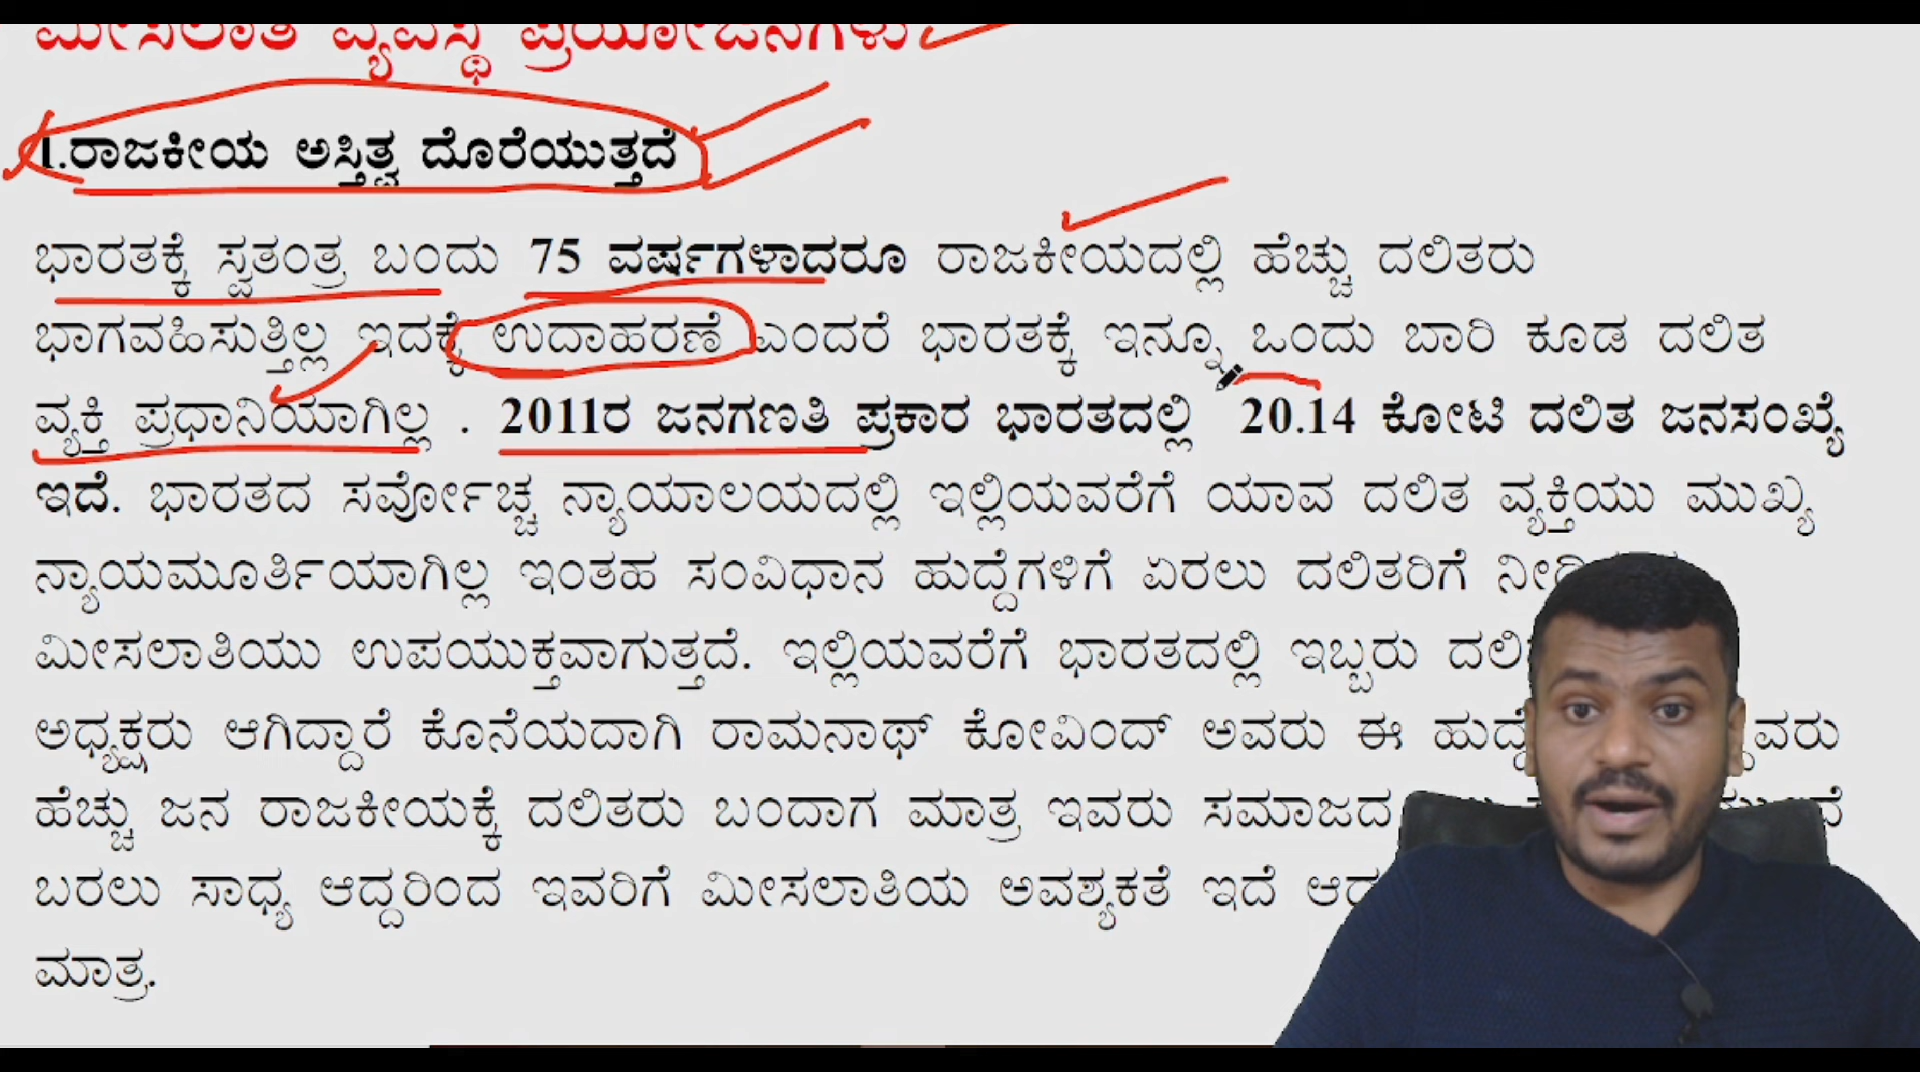 ಮೀಸಲಾತಿ ವ್ಯವಸ್ಥೆ ಪ್ರಯೋಜನಗಳು
1.ರಾಜಕೀಯ ಅಸ್ತಿತ್ವ ದೊರೆಯುತ್ತದೆ
ಭಾರತಕ್ಕೆ ಸ್ವತಂತ್ರ ಬಂದು 75 ವರ್ಷಗಳಾದರೂ ರಾಜಕೀಯದಲ್ಲಿ ಹೆಚ್ಚು ದಲಿತರು
ಭಾಗವಹಿಸುತ್ತಿಲ್ಲ ಇದಕ್ಕೆ ಉದಾಹರಣೆ ಎಂದರೆ ಭಾರತಕ್ಕೆ ಇನ್ನೂ ಒಂದು ಬಾರಿ ಕೂಡ ದಲಿತ
ವ್ಯಕ್ತಿ ಪ್ರಧಾನಿಯಾಗಿಲ್ಲ . 2011ರ ಜನಗಣತಿ ಪ್ರಕಾರ ಭಾರತದಲ್ಲಿ 20.14 ಕೋಟಿ ದಲಿತ ಜನಸಂಖ್ಯೆ
ಇದೆ. ಭಾರತದ ಸರ್ವೋಚ್ಚ ನ್ಯಾಯಾಲಯದಲ್ಲಿ ಇಲ್ಲಿಯವರೆಗೆ ಯಾವ ದಲಿತ ವ್ಯಕ್ತಿಯು ಮುಖ್ಯ
ನ್ಯಾಯಮೂರ್ತಿಯಾಗಿಲ್ಲ ಇಂತಹ ಸಂವಿಧಾನ ಹುದ್ದೆಗಳಿಗೆ ಏರಲು ದಲಿತರಿಗೆ
ಮೀಸಲಾತಿಯು ಉಪಯುಕ್ತವಾಗುತ್ತದೆ. ಇಲ್ಲಿಯವರೆಗೆ ಭಾರತದಲ್ಲಿ ಇಬ್ಬರು
ಅಧ್ಯಕ್ಷರು ಆಗಿದ್ದಾರೆ ಕೊನೆಯದಾಗಿ ರಾಮನಾಥ್ ಕೋವಿಂದ್ ಅವರು ಈ
ಹೆಚ್ಚು ಜನ ರಾಜಕೀಯಕ್ಕೆ ದಲಿತರು ಬಂದಾಗ ಮಾತ್ರ ಇವರು ಸಮಾಜದ
ಬರಲು ಸಾಧ್ಯ ಆದ್ದರಿಂದ ಇವರಿಗೆ ಮೀಸಲಾತಿಯ ಅವಶ್ಯಕತೆ ಇದೆ
ಮಾತ್ರ.